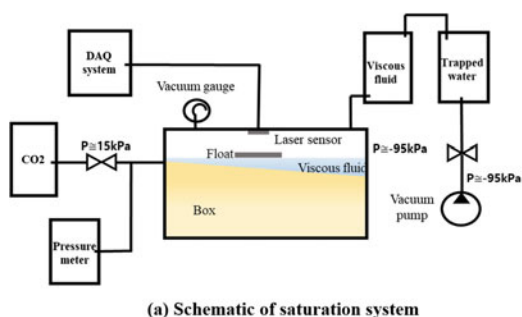 DAQ
system
Vacuum gauge
Viscous
fluid
Trapped
water
CO2
P≅15kPa
Laser sensor
Float
Viscous fluid
P≅-95kPa
P≅-95kPa
Box
Vacuum
pump
Pressure
meter
(a) Schematic of saturation system